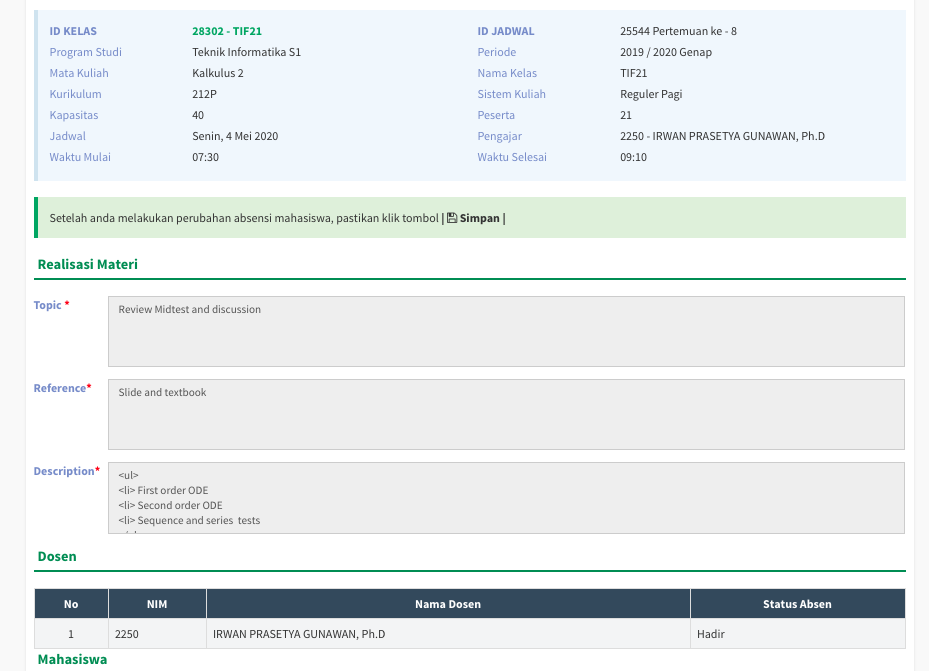 ID KELAS 28302 - TIF21 ID JADWAL 25544 Pertemuan ke - 8
Program Studi Teknik Informatika S1 Periode 2019 / 2020 Genap
Mata Kuliah Kalkulus 2 Nama Kelas TIF21
Kurikulum 212P Sistem Kuliah Reguler Pagi
Kapasitas 40 Peserta 21
Jadwal Senin, 4 Mei 2020 Pengajar 2250 - IRWAN PRASETYA GUNAWAN, Ph.D
Waktu Mulai 07:30 Waktu Selesai 09:10
Setelah anda melakukan perubahan absensi mahasiswa, pastikan klik tombol | Simpan |
Realisasi Materi
Topic * Review Midtest and discussion
Reference* Slide and textbook
Description* <ul>
<li> First order ODE
<li> Second order ODE
<li> Sequence and series  tests
Dosen
No NIM Nama Dosen Status Absen
1 2250 IRWAN PRASETYA GUNAWAN, Ph.D Hadir
Mahasiswa